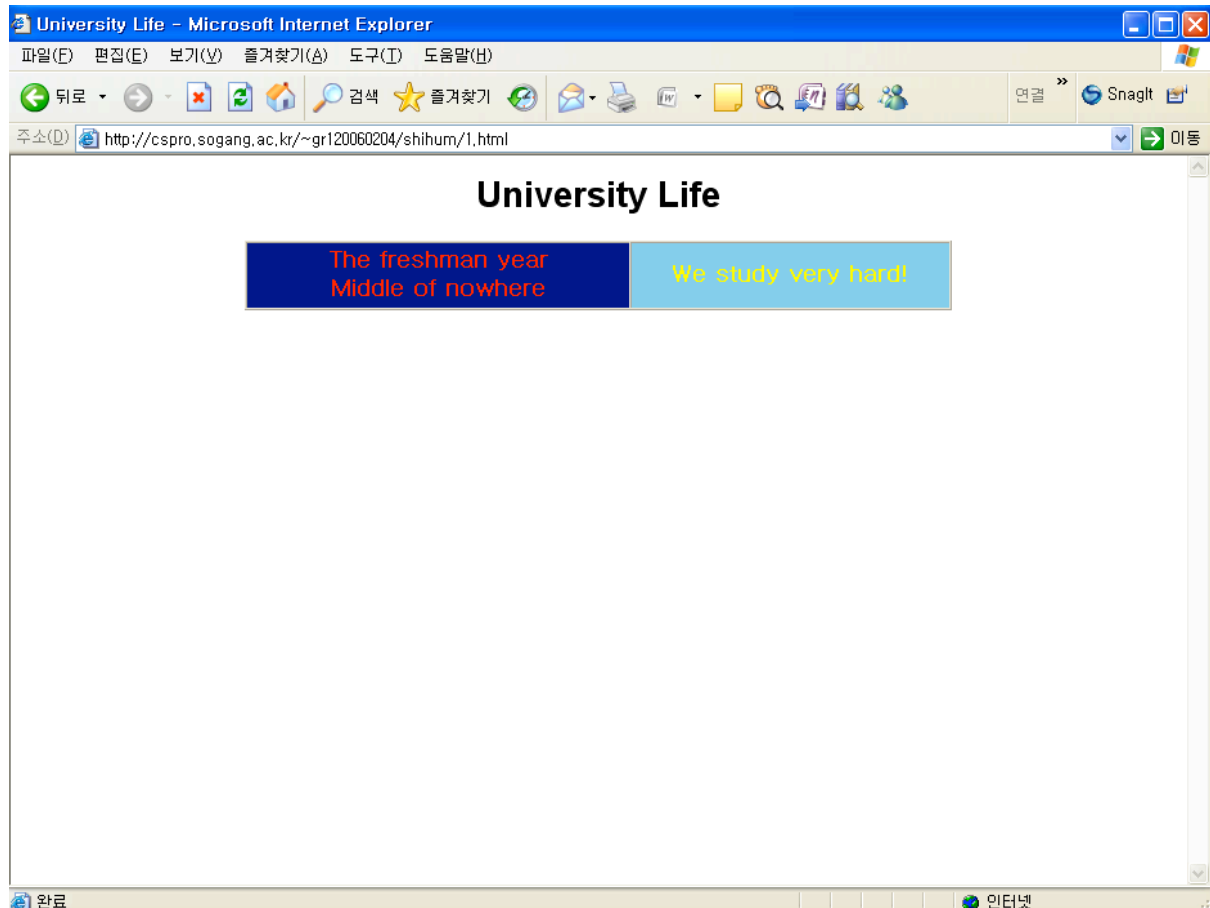 University Life - Microsoft Internet Explorer
파일(F) 편집(E) 보기(V) 즐겨찾기(A) 도구(T) 도움말(H)
뒤로 검색 즐겨찾기 연결 » SnagIt
주소(D) http://cspro.sogang.ac.kr/~gr120060204/shihum/1.html 이동
University Life
The freshman year
Middle of nowhere
We study very hard!
완료 인터넷